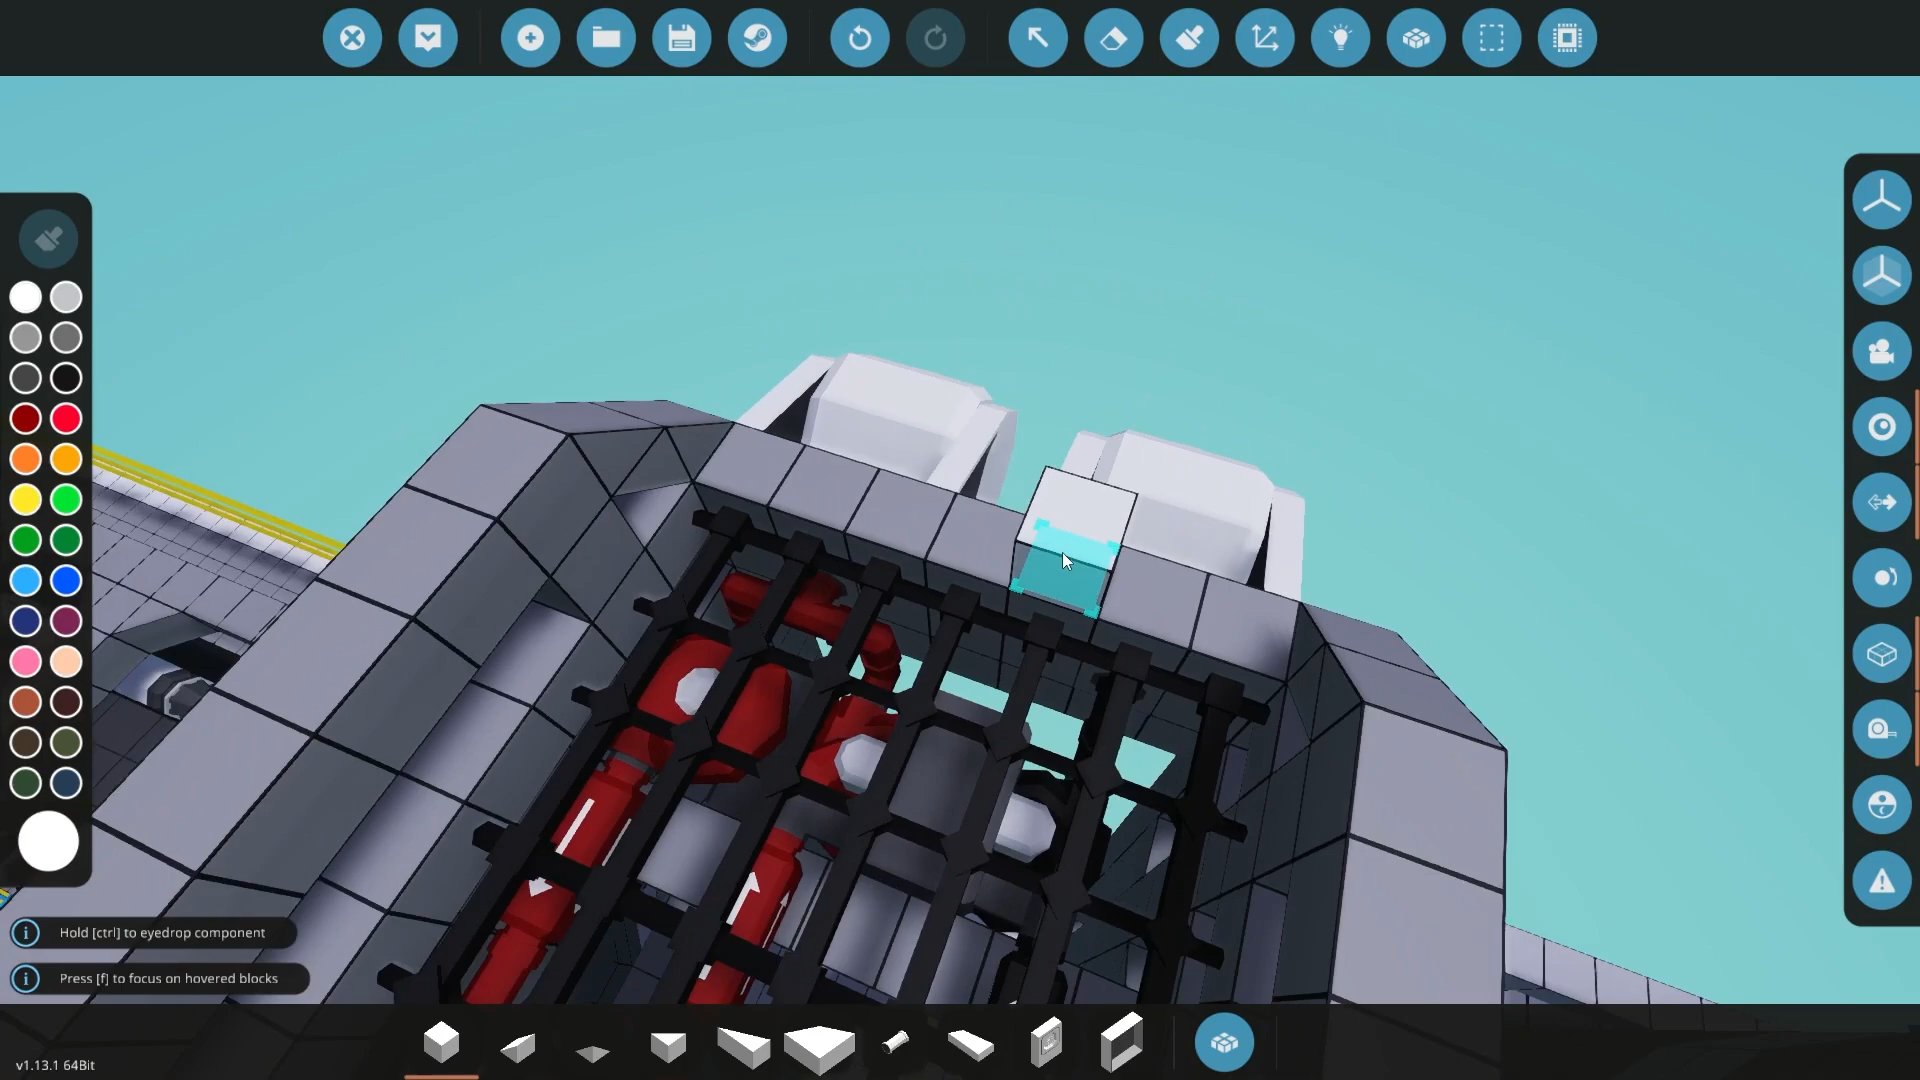 Hold [ctrl] to eyedrop component
Press [f] to focus on hovered blocks
v1.13.1 64Bit